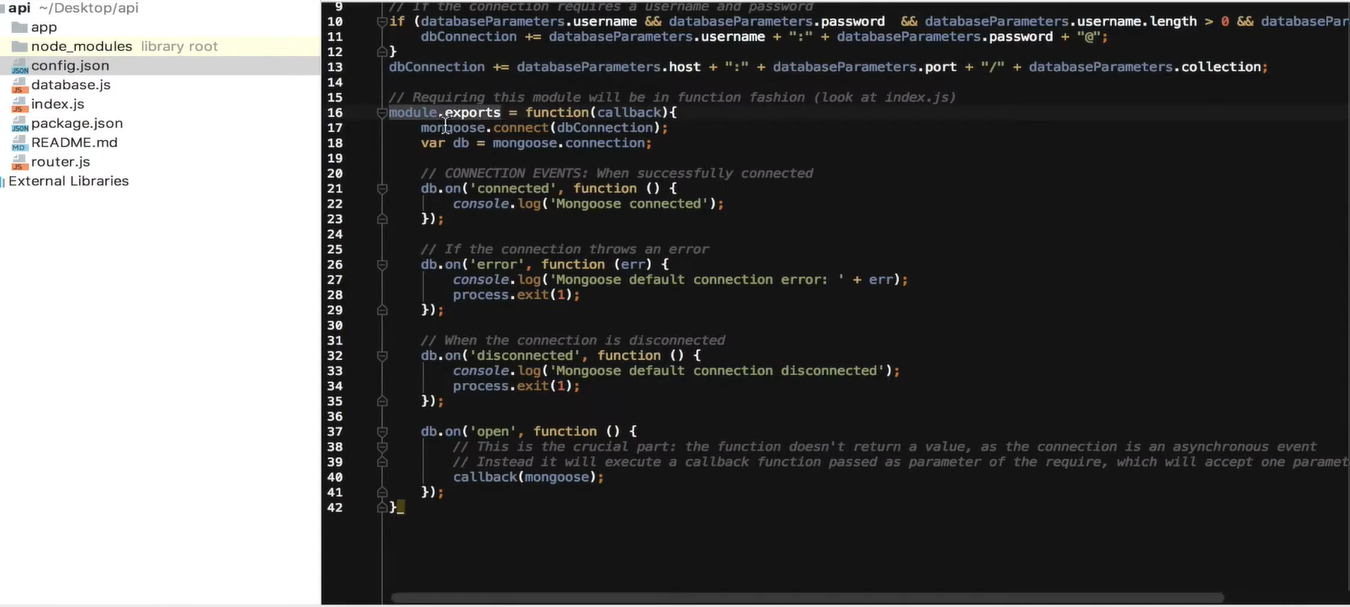 api ~/Desktop/api
app
node_modules library root
config.json
database.js
index.js
package.json
README.md
router.js
External Libraries
9 // If the connection requires a username and password
10 if (databaseParameters.username && databaseParameters.password && databaseParameters.username.length > 0 && databasePar
11 dbConnection += databaseParameters.username + ":" + databaseParameters.password + "@";
12 }
13 dbConnection += databaseParameters.host + ":" + databaseParameters.port + "/" + databaseParameters.collection;
14
15 // Requiring this module will be in function fashion (look at index.js)
16 module.exports = function(callback){
17 mongoose.connect(dbConnection);
18 var db = mongoose.connection;
19
20 // CONNECTION EVENTS: When successfully connected
21 db.on('connected', function () {
22 console.log('Mongoose connected');
23 });
24
25 // If the connection throws an error
26 db.on('error', function (err) {
27 console.log('Mongoose default connection error: ' + err);
28 process.exit(1);
29 });
30
31 // When the connection is disconnected
32 db.on('disconnected', function () {
33 console.log('Mongoose default connection disconnected');
34 process.exit(1);
35 });
36
37 db.on('open', function () {
38 // This is the crucial part: the function doesn't return a value, as the connection is an asynchronous event
39 // Instead it will execute a callback function passed as parameter of the require, which will accept one paramet
40 callback(mongoose);
41 });
42 }